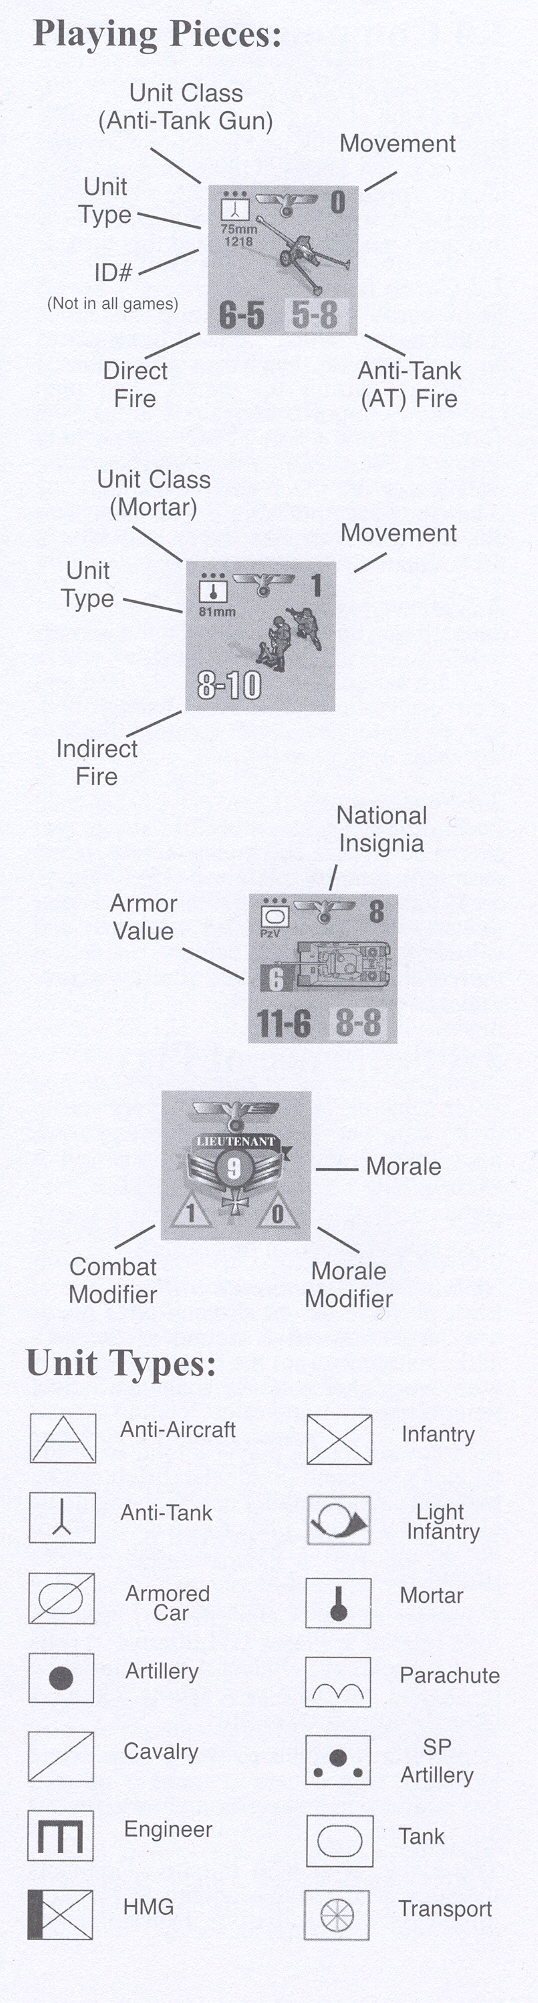 Playing Pieces:
Unit Class
(Anti-Tank Gun)
Movement
Unit
Type
ID#
(Not in all games)
0
75mm
1218
6-5 5-8
Direct
Fire
Anti-Tank
(AT) Fire
Unit Class
(Mortar)
Movement
Unit
Type
1
81mm
8-10
Indirect
Fire
National
Insignia
Armor
Value
8
PzV
6
11-6 8-8
LIEUTENANT
9
1 0
Morale
Combat
Modifier
Morale
Modifier
Unit Types:
Anti-Aircraft
Infantry
Anti-Tank
Light
Infantry
Armored
Car
Mortar
Artillery
Parachute
Cavalry
SP
Artillery
Engineer
Tank
HMG
Transport